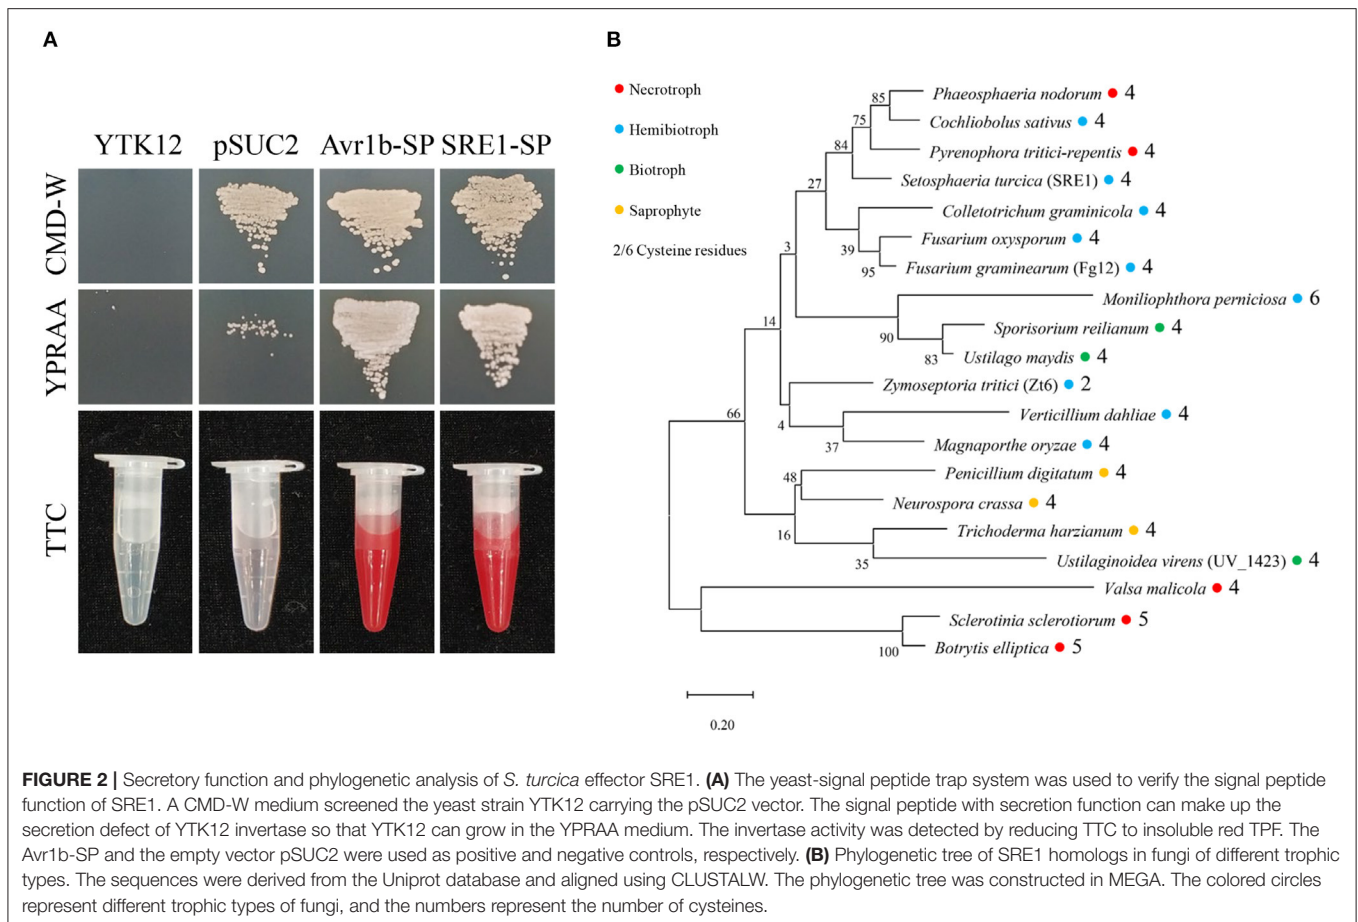 A
YTK12 pSUC2 Avr1b-SP SRE1-SP
CMD-W
YPRAA
TTC
B
Necrotroph
Hemibiotroph
Biotroph
Saprophyte
2/6 Cysteine residues
Phaeosphaeria nodorum 4
Cochliobolus sativus 4
Pyrenophora tritici-repentis 4
Setosphaeria turcica (SRE1) 4
Colletotrichum graminicola 4
Fusarium oxysporum 4
Fusarium graminearum (Fg12) 4
Moniliophthora perniciosa 6
Sporisorium reilianum 4
Ustilago maydis 4
Zymoseptoria tritici (Zt6) 2
Verticillium dahliae 4
Magnaporthe oryzae 4
Penicillium digitatum 4
Neurospora crassa 4
Trichoderma harzianum 4
Ustilaginoidea virens (UV_1423) 4
Valsa malicola 4
Sclerotinia sclerotiorum 5
Botrytis elliptica 5
85
75
84
27
39
95
3
14
90
83
66
4
37
48
16
35
100
0.20
FIGURE 2 | Secretory function and phylogenetic analysis of S. turcica effector SRE1. (A) The yeast-signal peptide trap system was used to verify the signal peptide
function of SRE1. A CMD-W medium screened the yeast strain YTK12 carrying the pSUC2 vector. The signal peptide with secretion function can make up the
secretion defect of YTK12 invertase so that YTK12 can grow in the YPRAA medium. The invertase activity was detected by reducing TTC to insoluble red TPF. The
Avr1b-SP and the empty vector pSUC2 were used as positive and negative controls, respectively. (B) Phylogenetic tree of SRE1 homologs in fungi of different trophic
types. The sequences were derived from the Uniprot database and aligned using CLUSTALW. The phylogenetic tree was constructed in MEGA. The colored circles
represent different trophic types of fungi, and the numbers represent the number of cysteines.